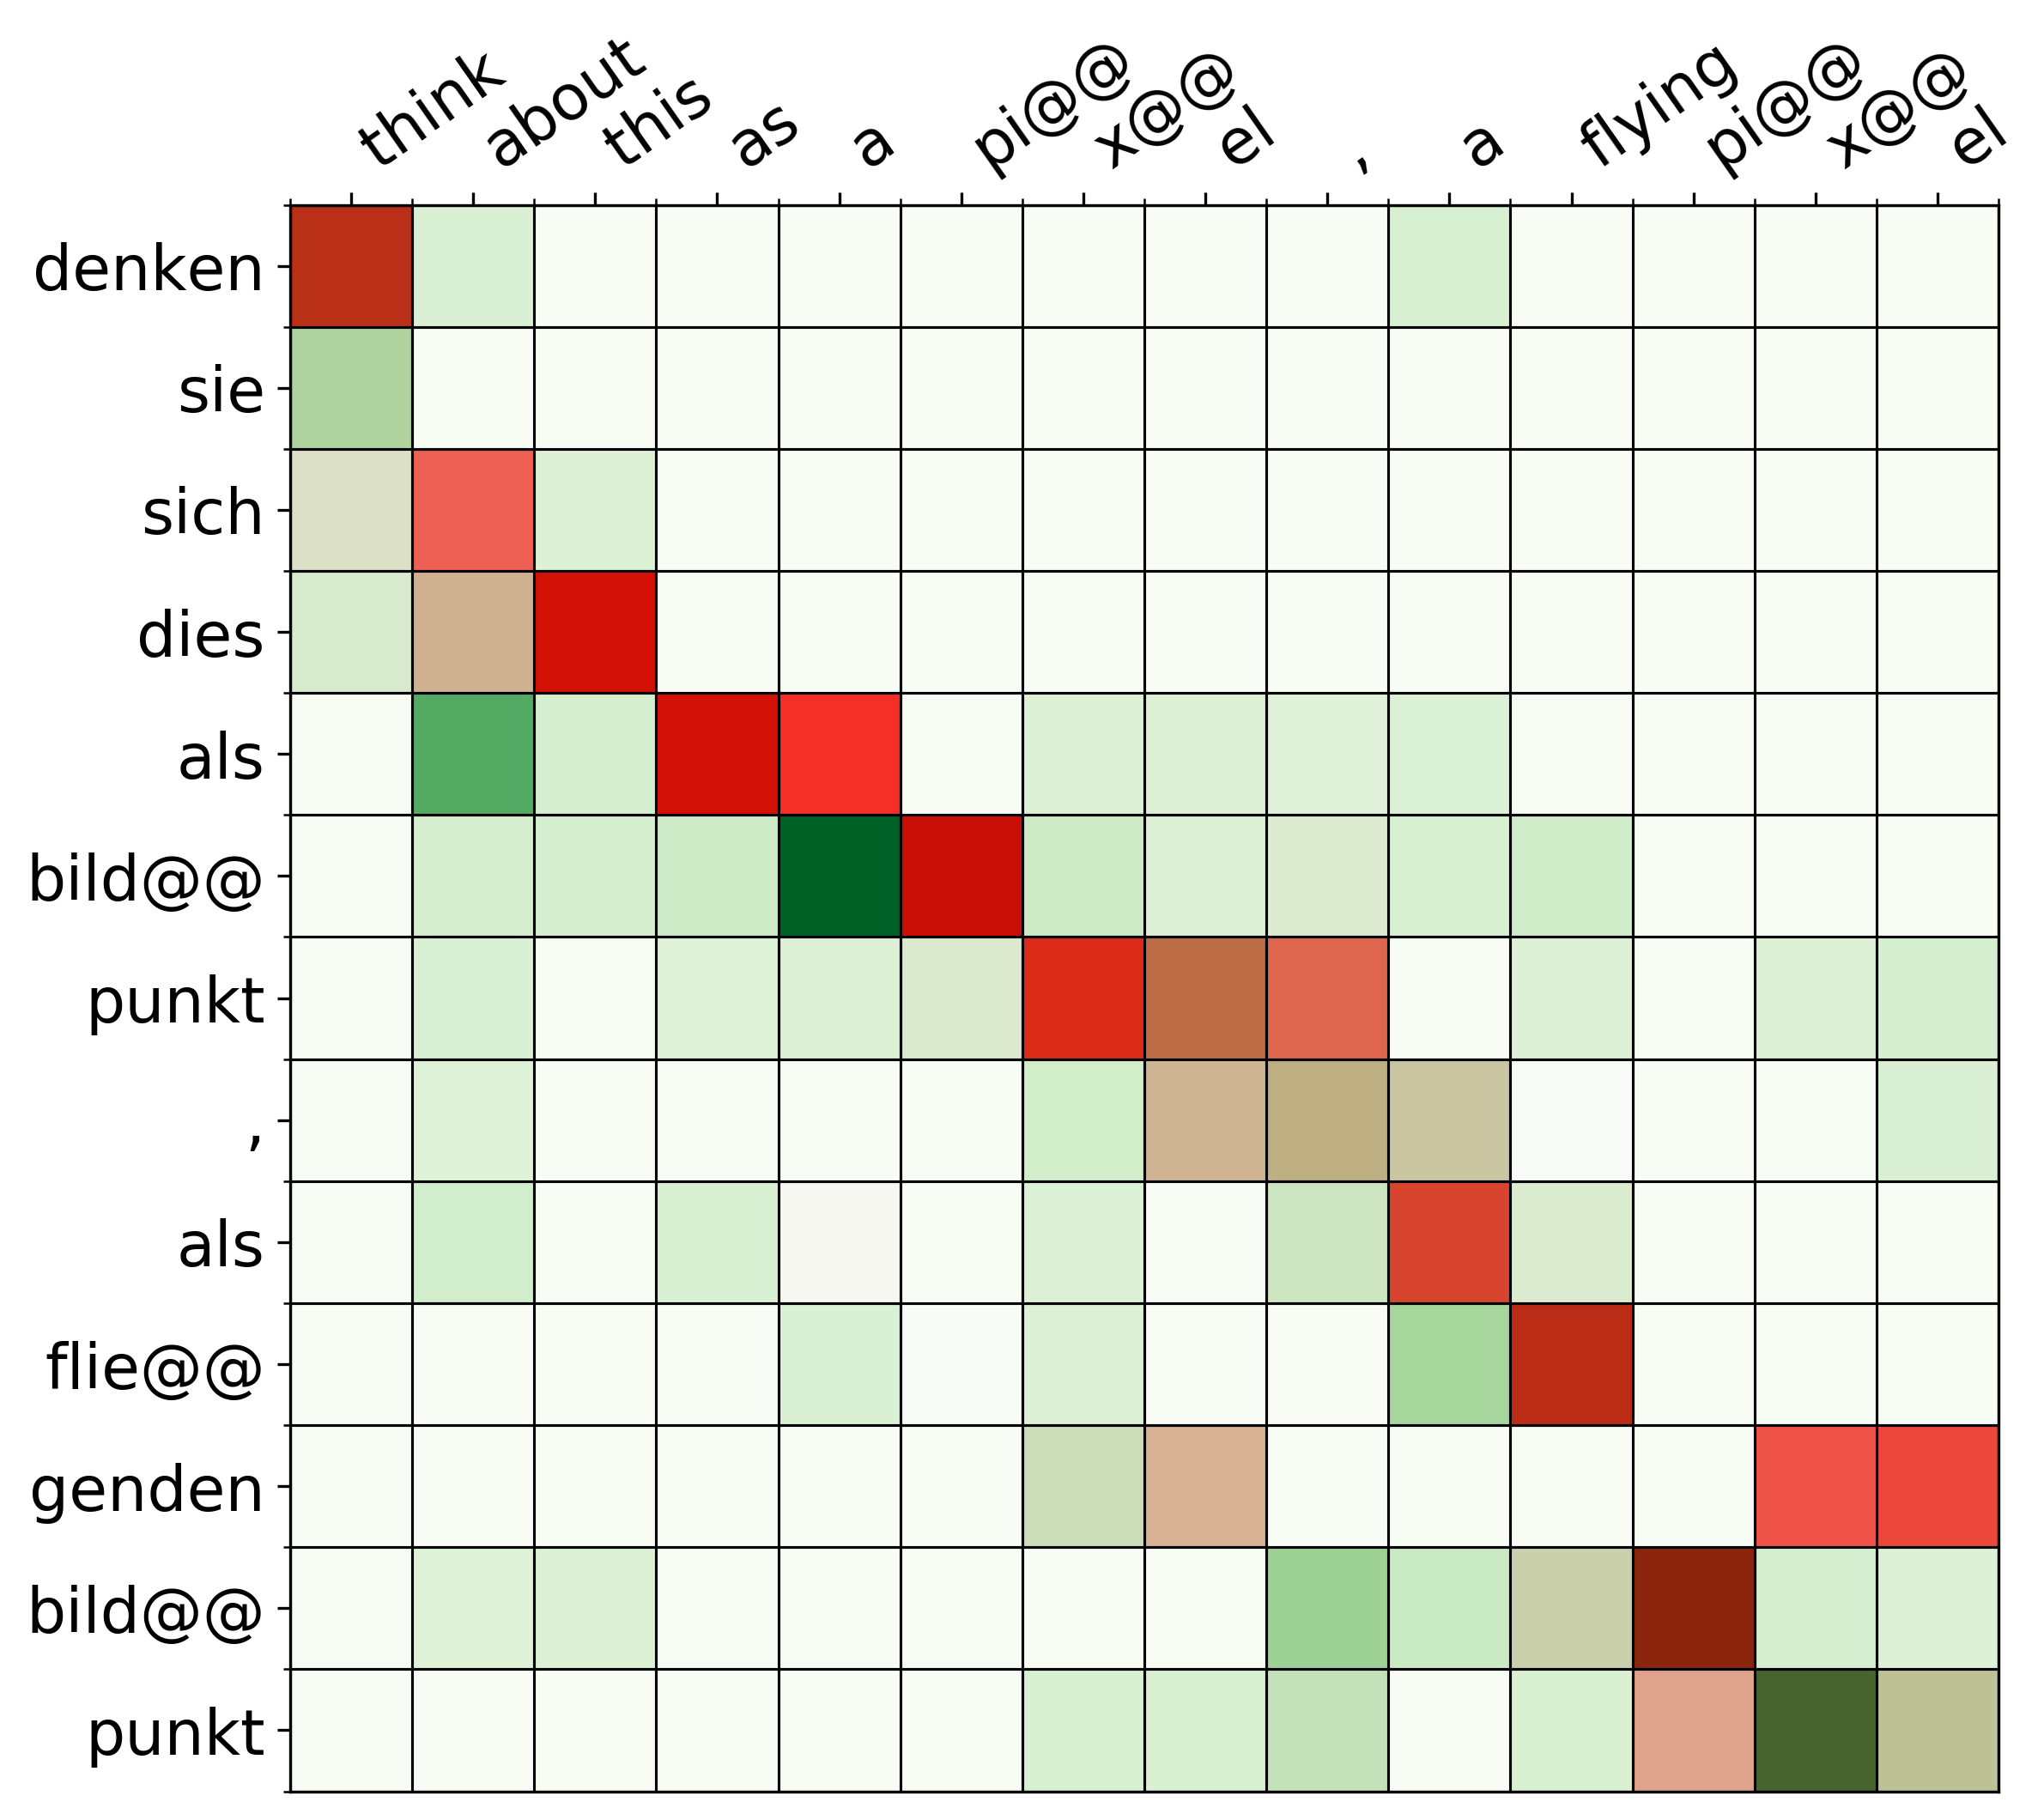 think about this as a pi@@ x@@ el , a flying pi@@ x@@ el
denken
sie
sich
dies
als
bild@@
punkt
,
als
flie@@
genden
bild@@
punkt